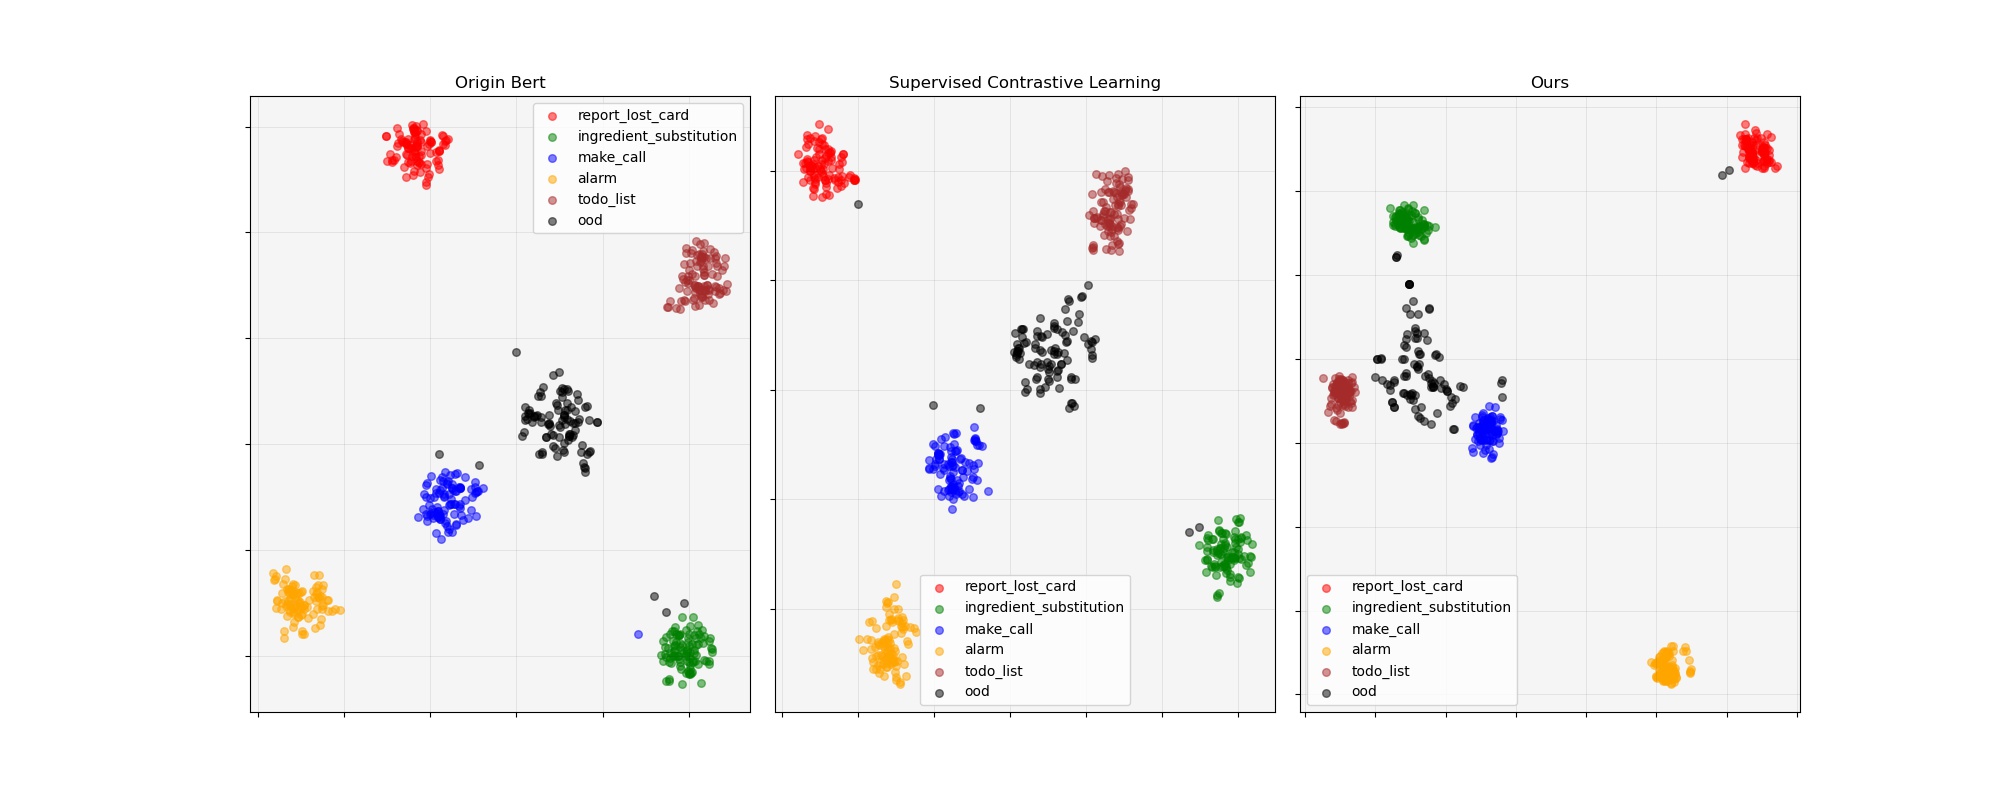 Origin Bert
report_lost_card
ingredient_substitution
make_call
alarm
todo_list
ood
Supervised Contrastive Learning
report_lost_card
ingredient_substitution
make_call
alarm
todo_list
ood
Ours
report_lost_card
ingredient_substitution
make_call
alarm
todo_list
ood